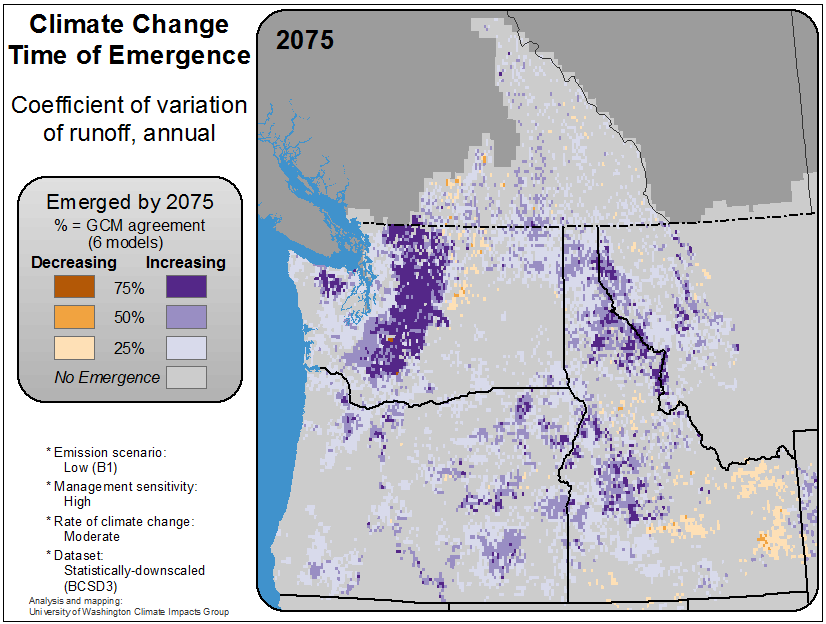 Climate Change
Time of Emergence
Coefficient of variation
of runoff, annual
Emerged by 2075
% = GCM agreement
(6 models)
Decreasing Increasing
75%
50%
25%
No Emergence
* Emission scenario:
Low (B1)
* Management sensitivity:
High
* Rate of climate change:
Moderate
* Dataset:
Statistically-downscaled
(BCSD3)
Analysis and mapping:
University of Washington Climate Impacts Group
2075